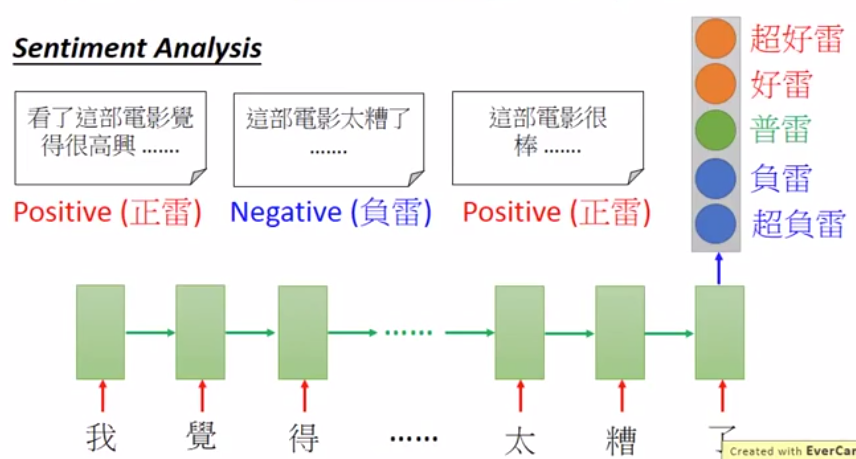 Sentiment Analysis
看了這部電影覺
得很高興 .......
Positive (正雷)
這部電影太糟了
.......
Negative (負雷)
這部電影很
棒 .......
Positive (正雷)
超好雷
好雷
普雷
負雷
超負雷
......
我 覺 得 ...... 太 糟 了
Created with EverCam